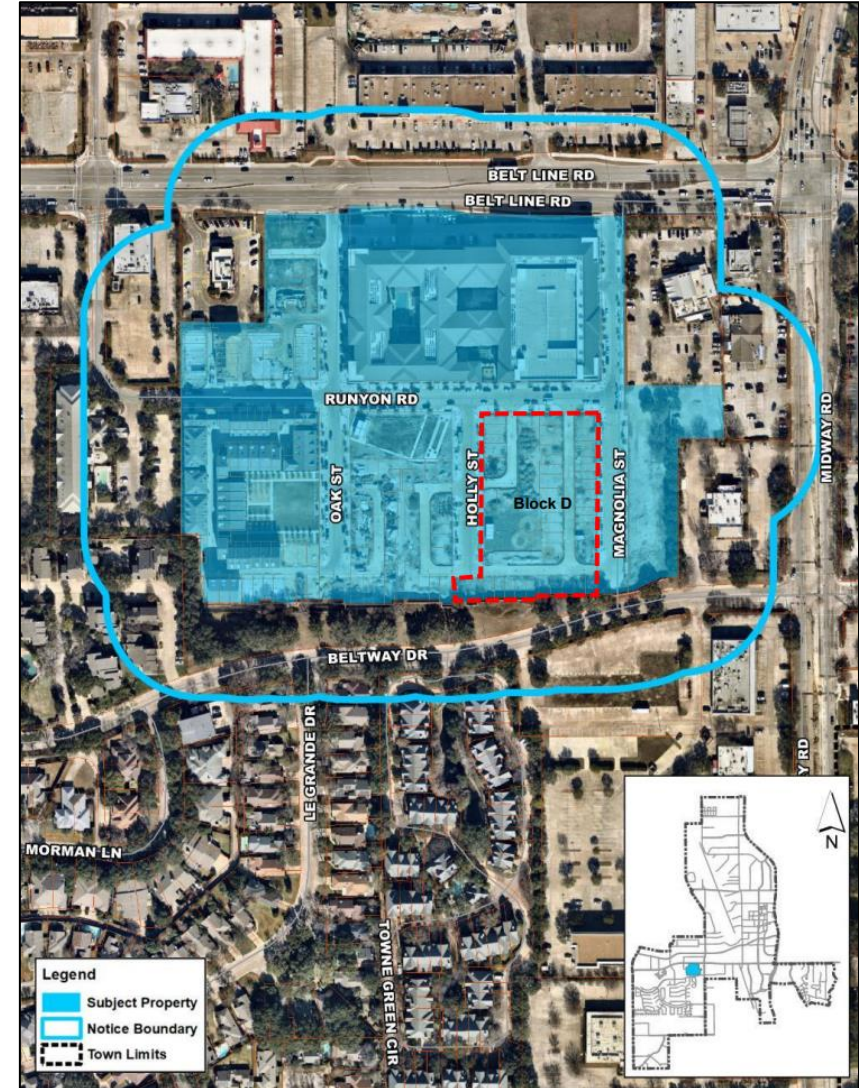 BELT LINE RD
BELT LINE RD
RUNYON RD
OAK ST
HOLLY ST
Block D
MAGNOLIA ST
MIDWAY RD
BELTWAY DR
LE GRANDE DR
MORMAN LN
TOWNE GREEN CIR
Y RD
N
Legend
Subject Property
Notice Boundary
Town Limits